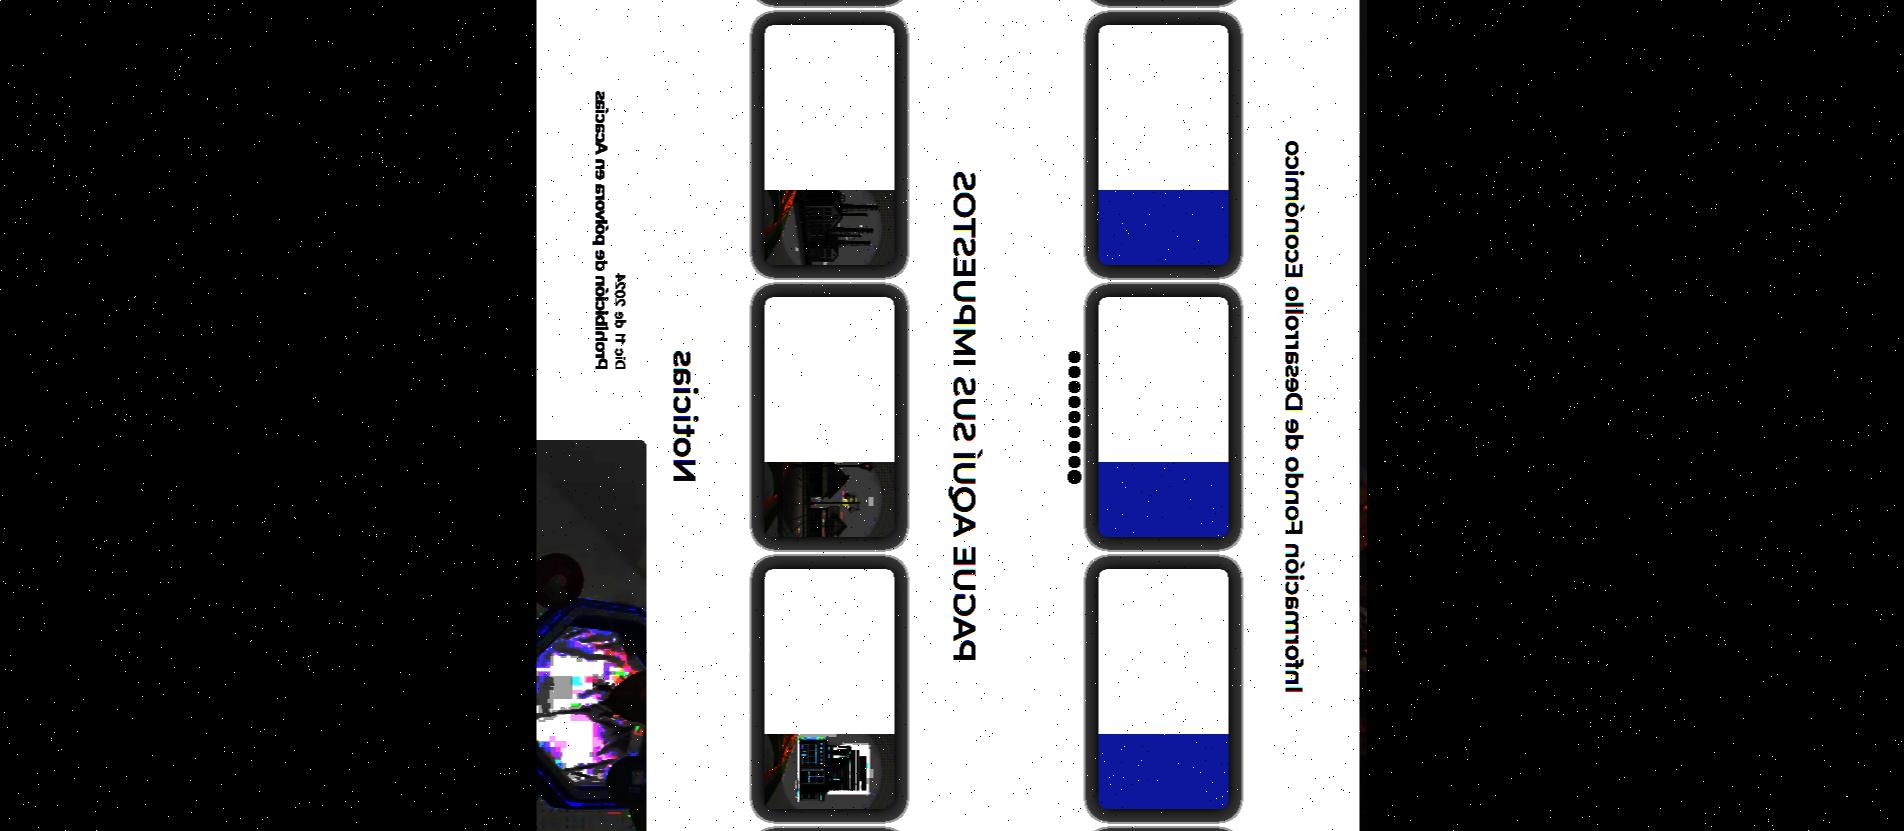 Información Fondo de Desarrollo Económico
PAGUE AQUÍ SUS IMPUESTOS
Noticias
Dic 11 de 2024
Prohibición de pólvora en Acacías